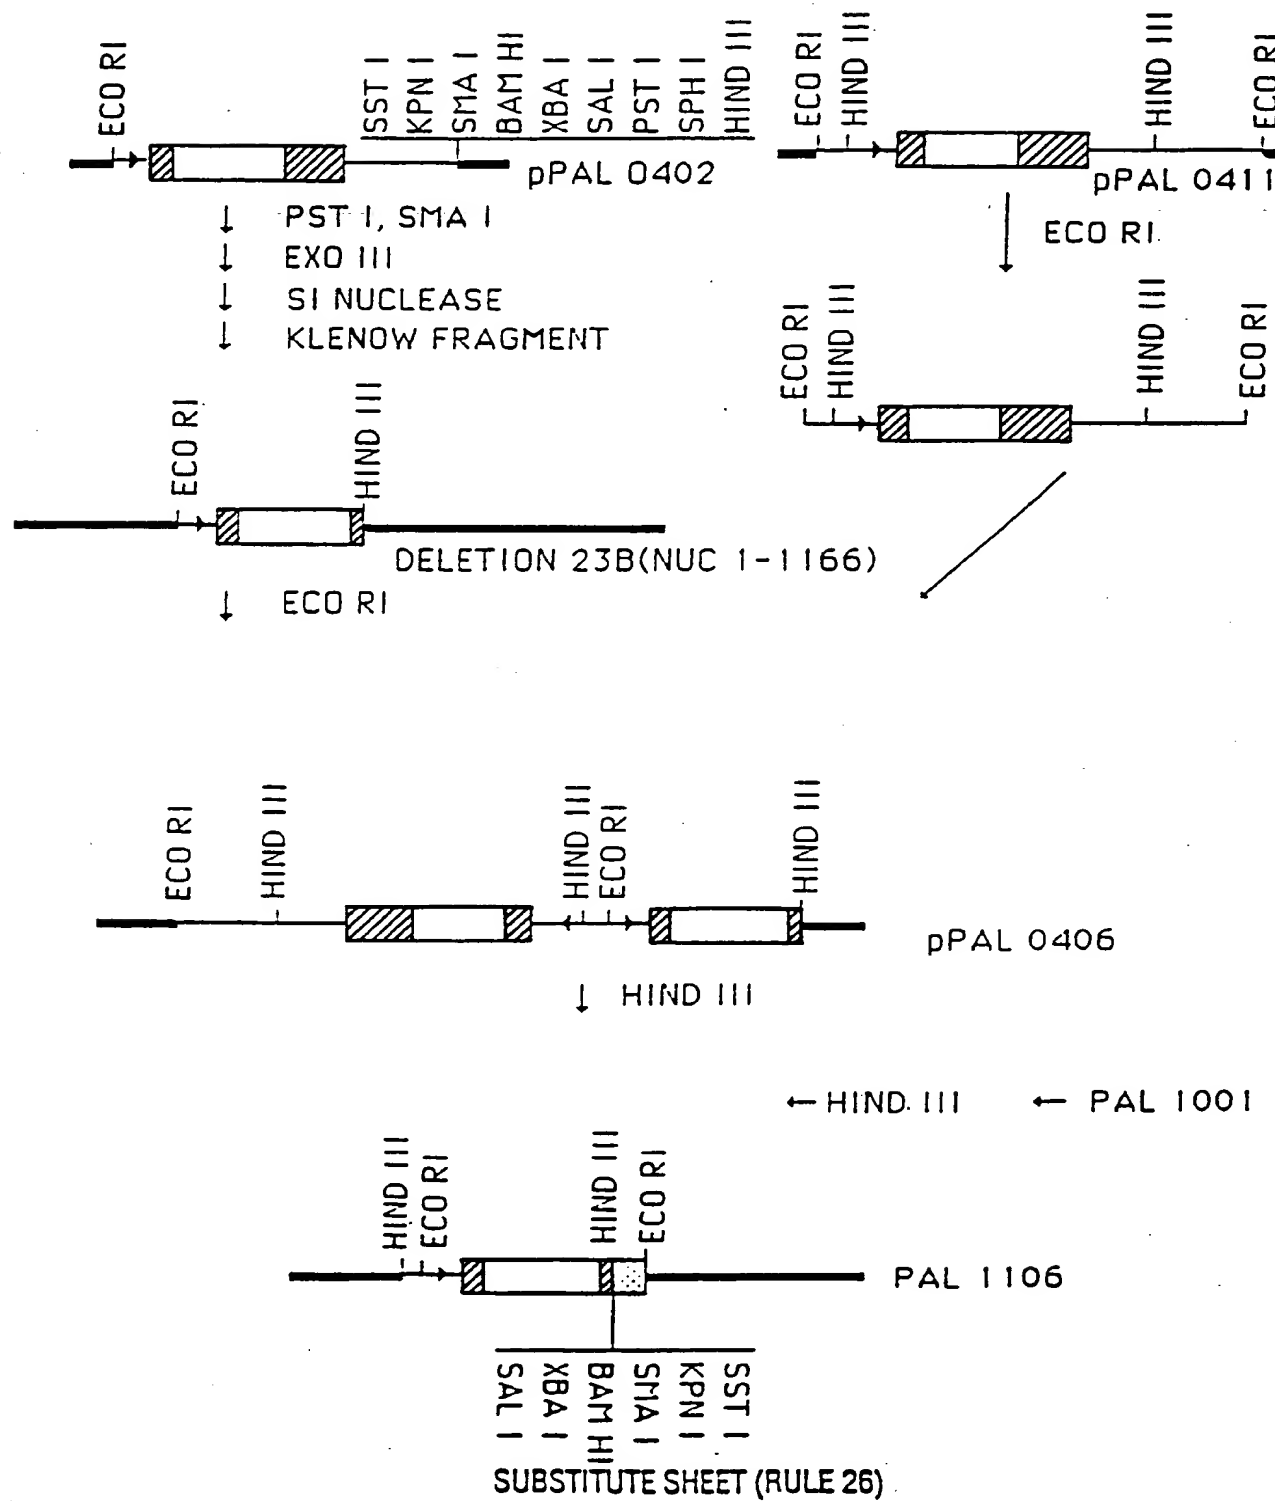 ECO RI
SST I
KPN I
SMA I
BAM HI
XBA I
SAL I
PST I
SPH I
HIND III
pPAL 0402
ECO RI
HIND III
HIND III
ECO RI
pPAL 0411
↓ PST I, SMA I
↓ EXO III
↓ SI NUCLEASE
↓ KLENOW FRAGMENT
ECO RI
ECO RI
HIND III
HIND III
ECO RI
ECO RI
HIND III
DELETION 23B(NUC 1-1166)
↓ ECO RI
ECO RI
HIND III
HIND III
ECO RI
HIND III
pPAL 0406
↓ HIND III
← HIND. III ← PAL 1001
HIND III
ECO RI
HIND III
ECO RI
PAL 1106
SAL I
XBA I
BAM HI
SMA I
KPN I
SST I
SUBSTITUTE SHEET (RULE 26)